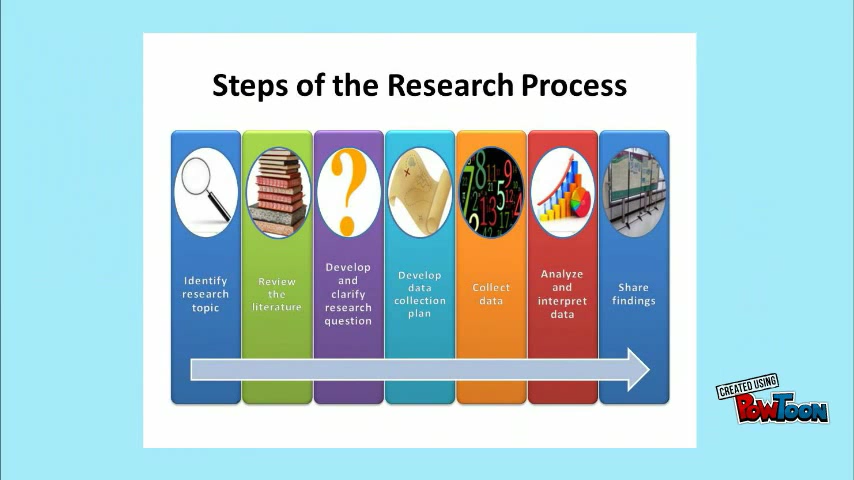 Steps of the Research Process
Identify
research
topic
Review
the
literature
Develop
and
clarify
research
question
Develop
data
collection
plan
Collect
data
Analyze
and
interpret
data
Share
findings
CREATED USING
POWTOON